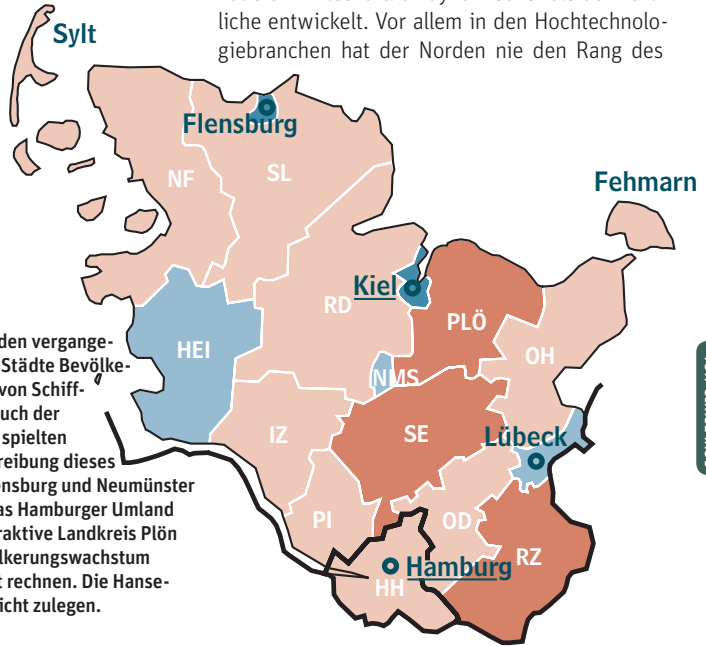 liche entwickelt. Vor allem in den Hochtechnolo-
giebranchen hat der Norden nie den Rang des
Sylt
Flensburg
NF
SL
Fehmarn
Kiel
RD
PLÖ
HEI
OH
NMS
den vergange-
Städte Bevölke-
von Schiff-
uch der
spielten
reibung dieses
ensburg und Neumünster
as Hamburger Umland
raktive Landkreis Plön
lkerungswachstum
t rechnen. Die Hanse-
icht zulegen.
IZ
SE
Lübeck
PI
OD
RZ
Hamburg
HH